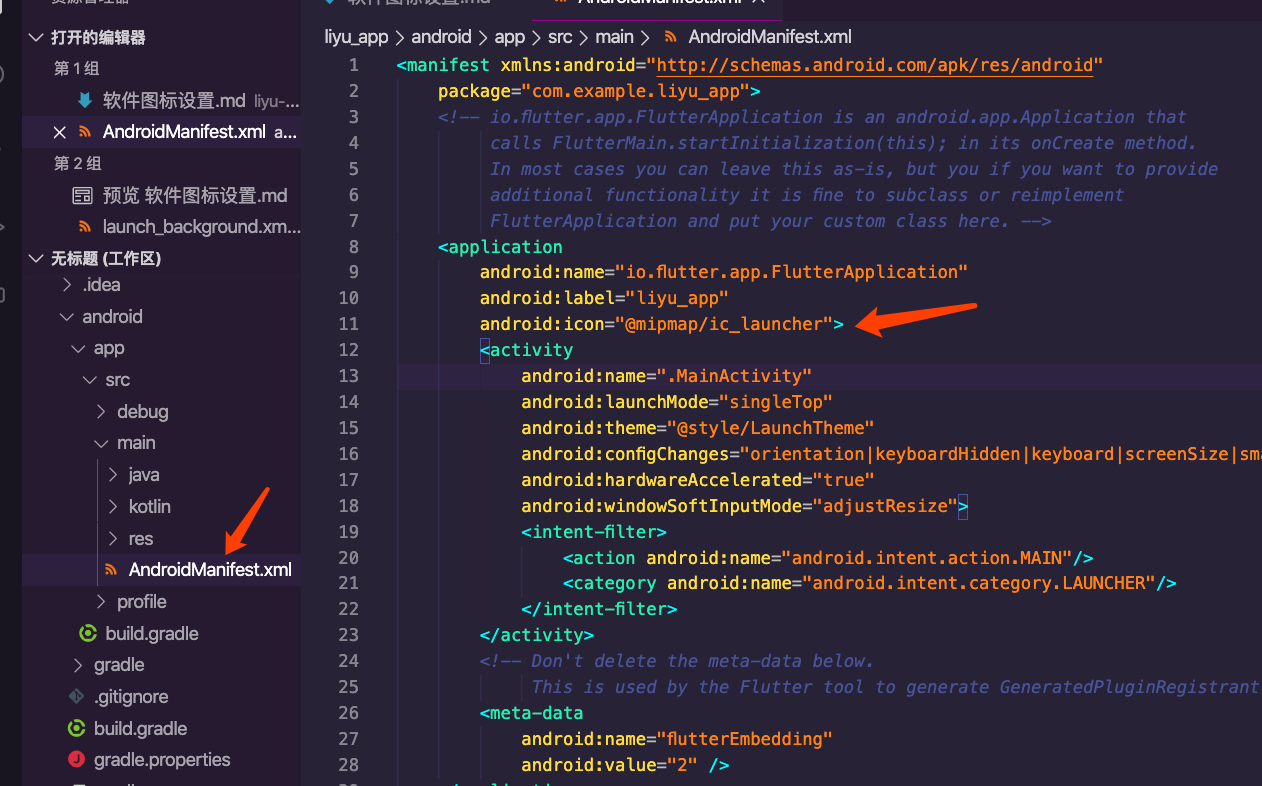 资源管理器
打开的编辑器
第 1 组
软件图标设置.md liyu-...
AndroidManifest.xml a...
第 2 组
预览 软件图标设置.md
launch_background.xm...
无标题 (工作区)
.idea
android
app
src
debug
main
java
kotlin
res
AndroidManifest.xml
profile
build.gradle
gradle
.gitignore
build.gradle
gradle.properties
软件图标设置.md
AndroidManifest.xml
liyu_app > android > app > src > main > AndroidManifest.xml
1 <manifest xmlns:android="http://schemas.android.com/apk/res/android"
2 package="com.example.liyu_app">
3 <!-- io.flutter.app.FlutterApplication is an android.app.Application that
4 calls FlutterMain.startInitialization(this); in its onCreate method.
5 In most cases you can leave this as-is, but you if you want to provide
6 additional functionality it is fine to subclass or reimplement
7 FlutterApplication and put your custom class here. -->
8 <application
9 android:name="io.flutter.app.FlutterApplication"
10 android:label="liyu_app"
11 android:icon="@mipmap/ic_launcher">
12 <activity
13 android:name=".MainActivity"
14 android:launchMode="singleTop"
15 android:theme="@style/LaunchTheme"
16 android:configChanges="orientation|keyboardHidden|keyboard|screenSize|sma
17 android:hardwareAccelerated="true"
18 android:windowSoftInputMode="adjustResize">
19 <intent-filter>
20 <action android:name="android.intent.action.MAIN"/>
21 <category android:name="android.intent.category.LAUNCHER"/>
22 </intent-filter>
23 </activity>
24 <!-- Don't delete the meta-data below.
25 This is used by the Flutter tool to generate GeneratedPluginRegistrant
26 <meta-data
27 android:name="flutterEmbedding"
28 android:value="2" />